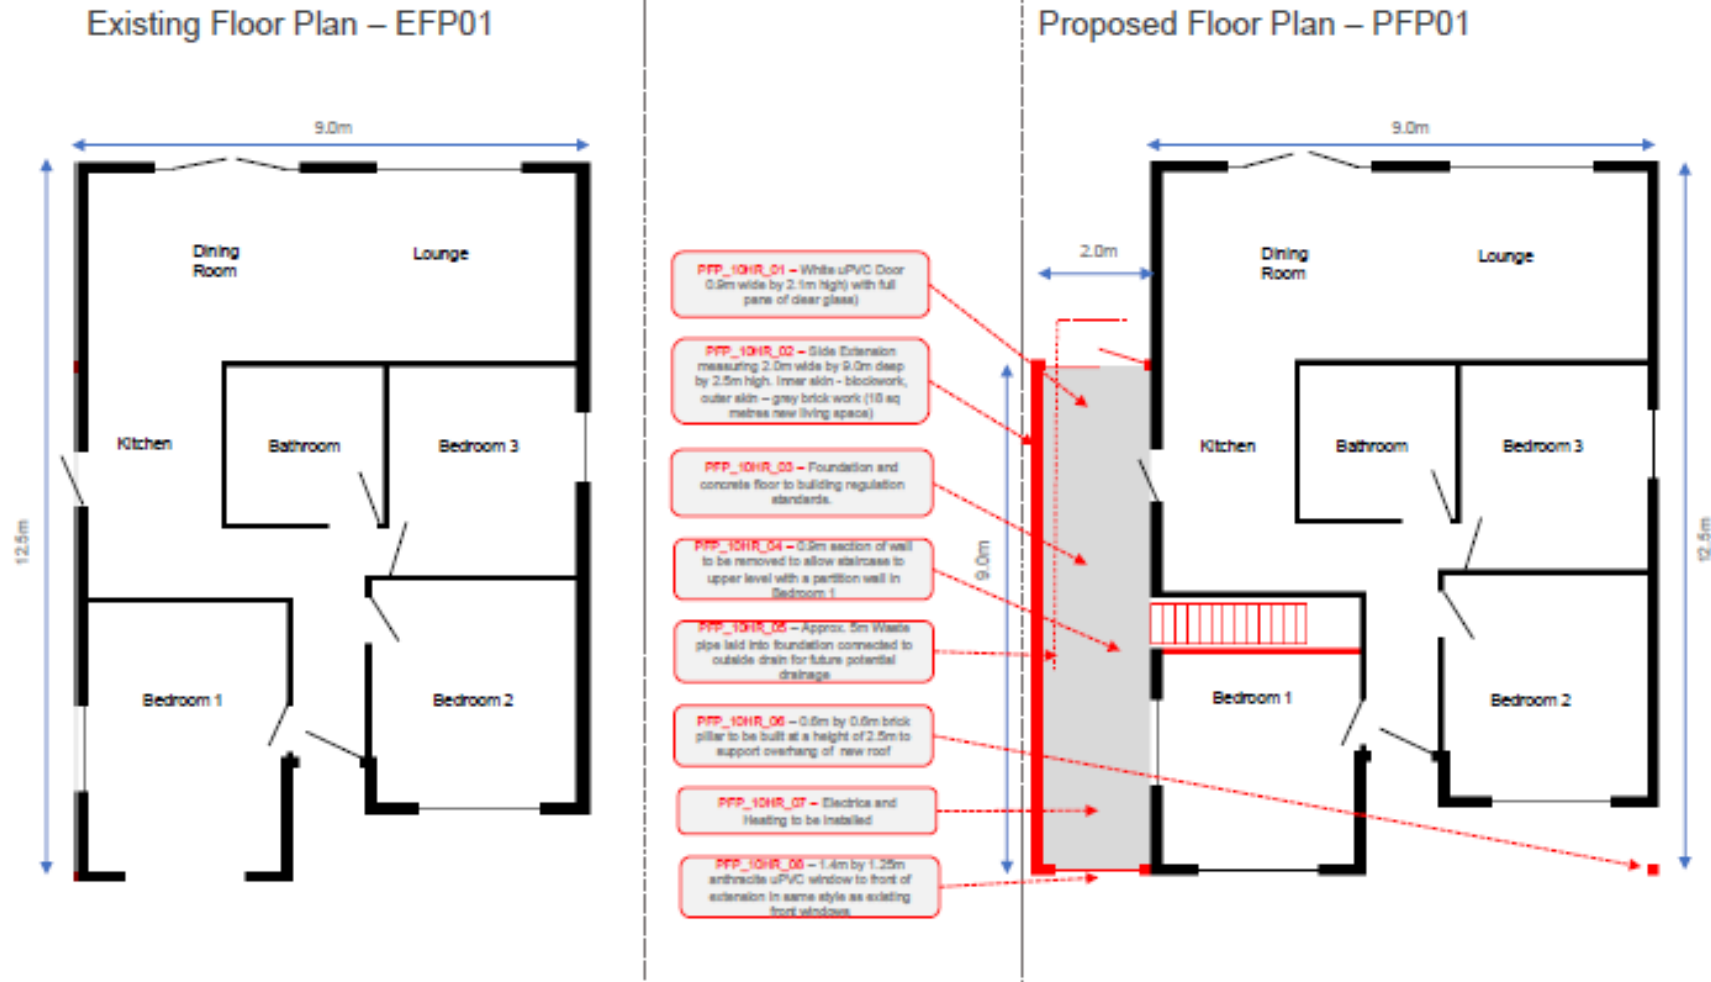 Existing Floor Plan – EFP01
9.0m
12.5m
Dining
Room
Lounge
Kitchen
Bathroom
Bedroom 3
Bedroom 1
Bedroom 2
PFP_10HR_01 – White uPVC Door
0.9m wide by 2.1m high) with full
pane of clear glass)
PFP_10HR_02 – Side Extension
measuring 2.0m wide by 9.0m deep
by 2.5m high. Inner skin - blockwork,
outer skin – grey brick work (18 sq
metres new living space)
PFP_10HR_03 – Foundation and
concrete floor to building regulation
standards.
PFP_10HR_04 – 0.9m section of wall
to be removed to allow staircase to
upper level with a partition wall in
Bedroom 1
PFP_10HR_05 – Approx. 5m Waste
pipe laid into foundation connected to
outside drain for future potential
drainage
PFP_10HR_06 – 0.6m by 0.6m brick
pillar to be built at a height of 2.5m to
support overhang of new roof
PFP_10HR_07 – Electrics and
Heating to be installed
PFP_10HR_08 – 1.4m by 1.25m
anthracite uPVC window to front of
extension in same style as existing
front windows
Proposed Floor Plan – PFP01
9.0m
2.0m
9.0m
12.5m
Dining
Room
Lounge
Kitchen
Bathroom
Bedroom 3
Bedroom 1
Bedroom 2